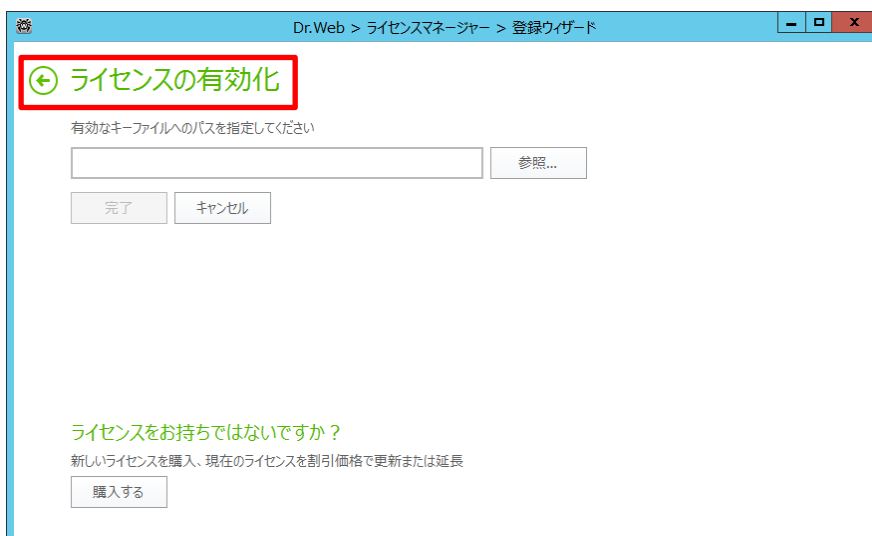 Dr.Web > ライセンスマネージャー > 登録ウィザード
ライセンスの有効化
有効なキーファイルへのパスを指定してください
参照...
完了 キャンセル
ライセンスをお持ちではないですか？
新しいライセンスを購入、現在のライセンスを割引価格で更新または延長
購入する